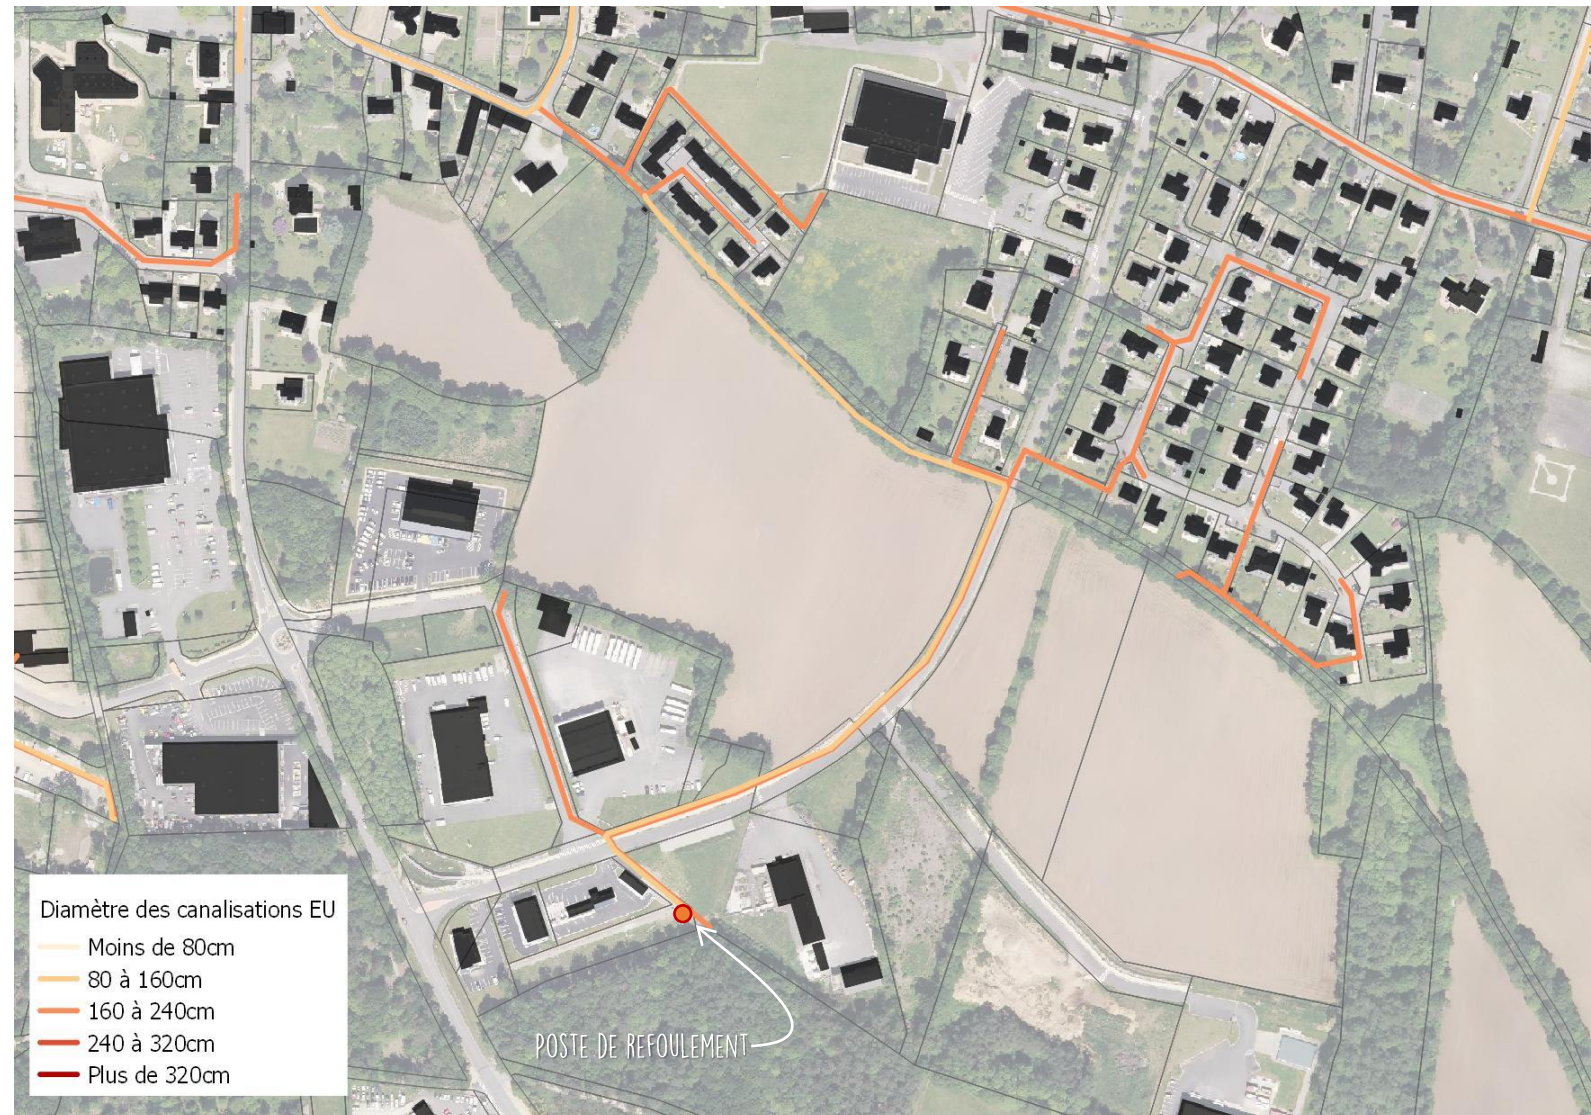 Diamètre des canalisations EU
Moins de 80cm
80 à 160cm
160 à 240cm
240 à 320cm
Plus de 320cm
POSTE DE REFOULEMENT